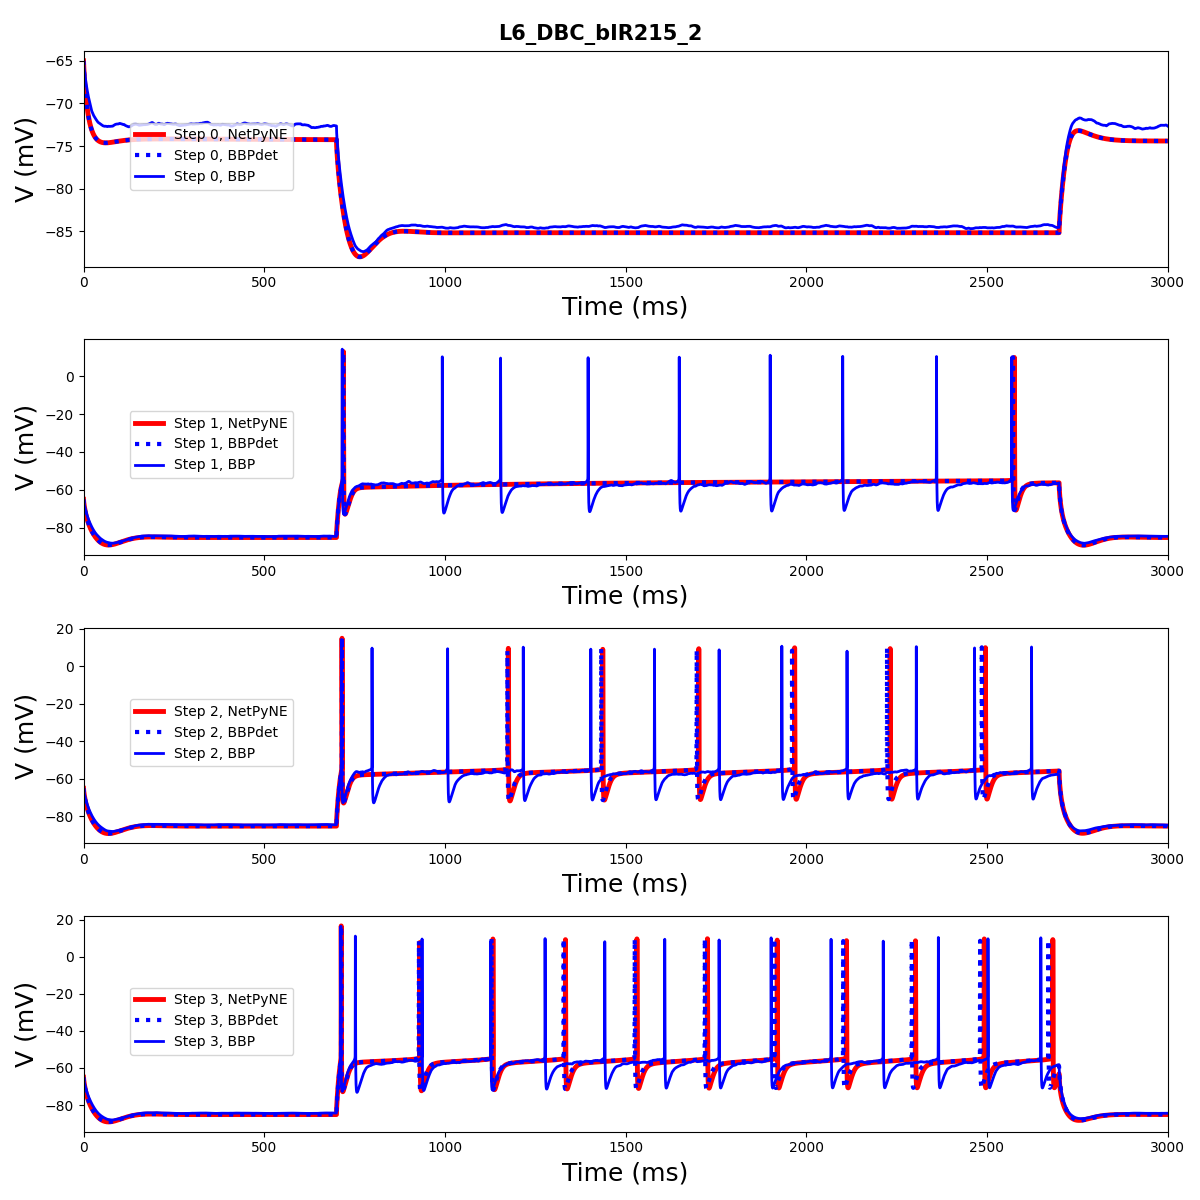 L6_DBC_bIR215_2
−65
−70
−75
−80
−85
V (mV)
Step 0, NetPyNE
Step 0, BBPdet
Step 0, BBP
0 500 1000 1500 2000 2500 3000
Time (ms)
0
−20
−40
−60
−80
V (mV)
Step 1, NetPyNE
Step 1, BBPdet
Step 1, BBP
0 500 1000 1500 2000 2500 3000
Time (ms)
20
0
−20
−40
−60
−80
V (mV)
Step 2, NetPyNE
Step 2, BBPdet
Step 2, BBP
0 500 1000 1500 2000 2500 3000
Time (ms)
20
0
−20
−40
−60
−80
V (mV)
Step 3, NetPyNE
Step 3, BBPdet
Step 3, BBP
0 500 1000 1500 2000 2500 3000
Time (ms)